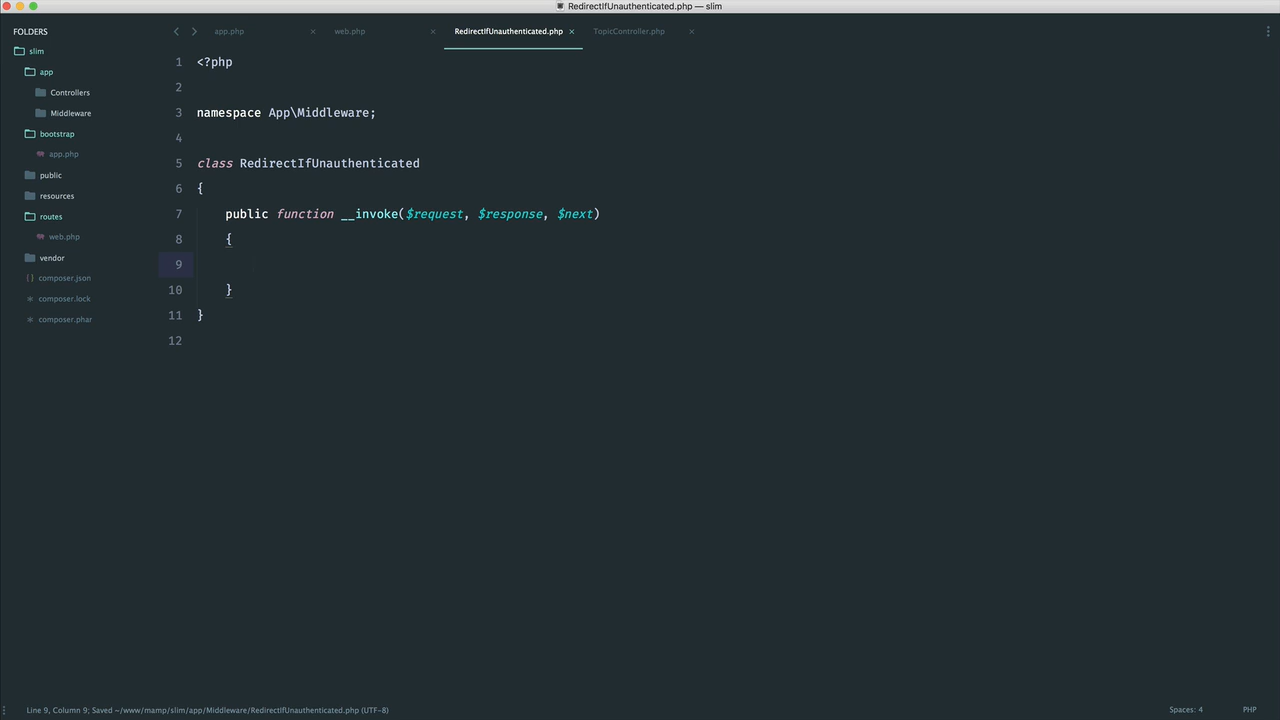 RedirectIfUnauthenticated.php — slim
FOLDERS
slim
app
Controllers
Middleware
bootstrap
app.php
public
resources
routes
web.php
vendor
composer.json
composer.lock
composer.phar
app.php
web.php
RedirectIfUnauthenticated.php
TopicController.php
1 <?php
2
3 namespace App\Middleware;
4
5 class RedirectIfUnauthenticated
6 {
7 public function __invoke($request, $response, $next)
8 {
9
10 }
11 }
12
Line 9, Column 9; Saved ~/www/mamp/slim/app/Middleware/RedirectIfUnauthenticated.php (UTF-8)
Spaces: 4
PHP